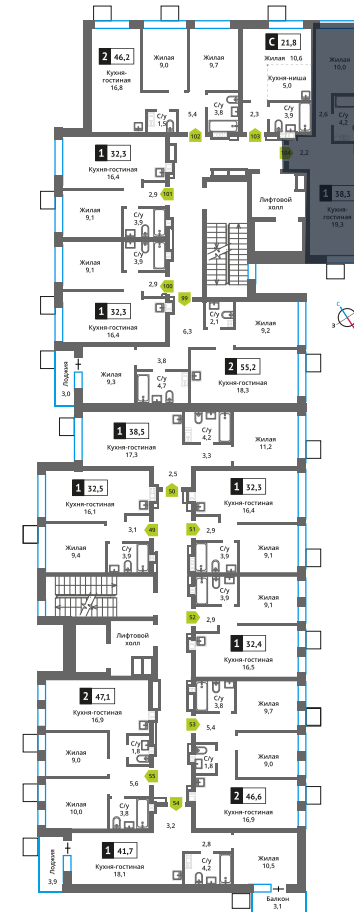 2 46,2
Кухня-
гостиная
16,8
Жилая
9,0
Жилая
9,7
С/у
1,5
5,4
С/у
3,8
102
С 21,8
Жилая 10,6
Кухня-ниша
5,0
2,3
С/у
3,9
103
Жилая
10,0
2,6
С/у
4,2
104
2,2
1 38,3
Кухня-
гостиная
19,3
1 32,3
Кухня-гостиная
16,4
2,9
101
Жилая
9,1
С/у
3,9
Лифтовой
холл
Жилая
9,1
С/у
3,9
2,9
100
1 32,3
Кухня-гостиная
16,4
99
6,3
С/у
2,1
Жилая
9,2
С
З
Лоджия
3,0
Жилая
9,3
3,8
С/у
4,7
2 55,2
Кухня-гостиная
18,3
1 38,5
Кухня-гостиная
17,3
С/у
4,2
3,3
Жилая
11,2
2,5
50
1 32,5
Кухня-гостиная
16,1
1 32,3
Кухня-гостиная
16,4
3,1
49
51
2,9
Жилая
9,4
С/у
3,9
С/у
3,9
Жилая
9,1
С/у
3,9
Жилая
9,1
52
2,9
Лифтовой
холл
1 32,4
Кухня-гостиная
16,5
2 47,1
Кухня-гостиная
16,9
С/у
3,8
Жилая
9,7
53
5,4
Жилая
9,0
С/у
1,8
С/у
1,8
Жилая
9,0
55
5,6
Жилая
10,0
С/у
3,8
54
2 46,6
Кухня-гостиная
16,9
3,2
Лоджия
3,9
1 41,7
Кухня-гостиная
18,1
2,8
С/у
4,2
Жилая
10,5
Балкон
3,1